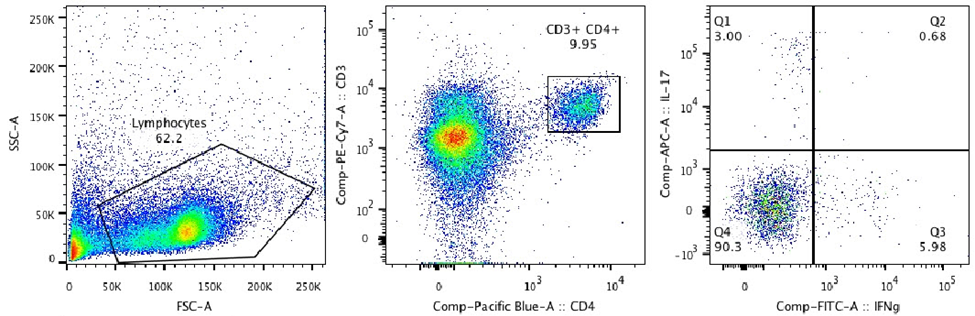 250K
200K
150K
100K
50K
0
SSC-A
Lymphocytes
62.2
0
50K
100K
150K
200K
250K
FSC-A
10^5
10^4
10^3
10^2
0
Comp-PE-Cy7-A :: CD3
CD3+ CD4+
9.95
0
10^3
10^4
Comp-Pacific Blue-A :: CD4
10^5
10^4
10^3
0
-10^3
Comp-APC-A :: IL-17
Q1
3.00
Q2
0.68
Q4
90.3
Q3
5.98
0
10^3
10^4
10^5
Comp-FITC-A :: IFNg